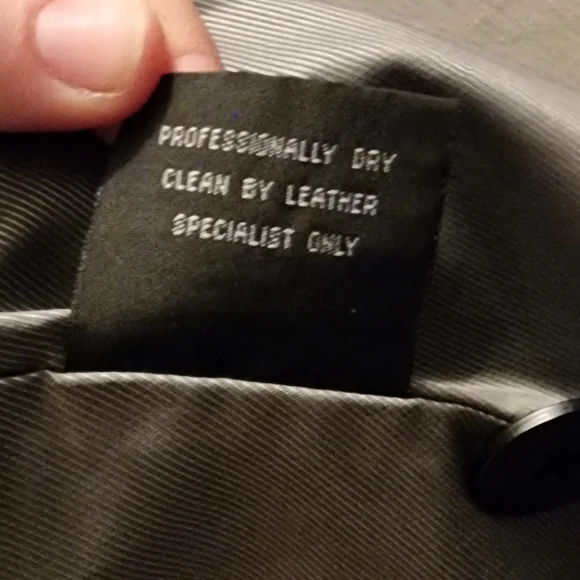 PROFESSIONALLY DRY
CLEAN BY LEATHER
SPECIALIST ONLY